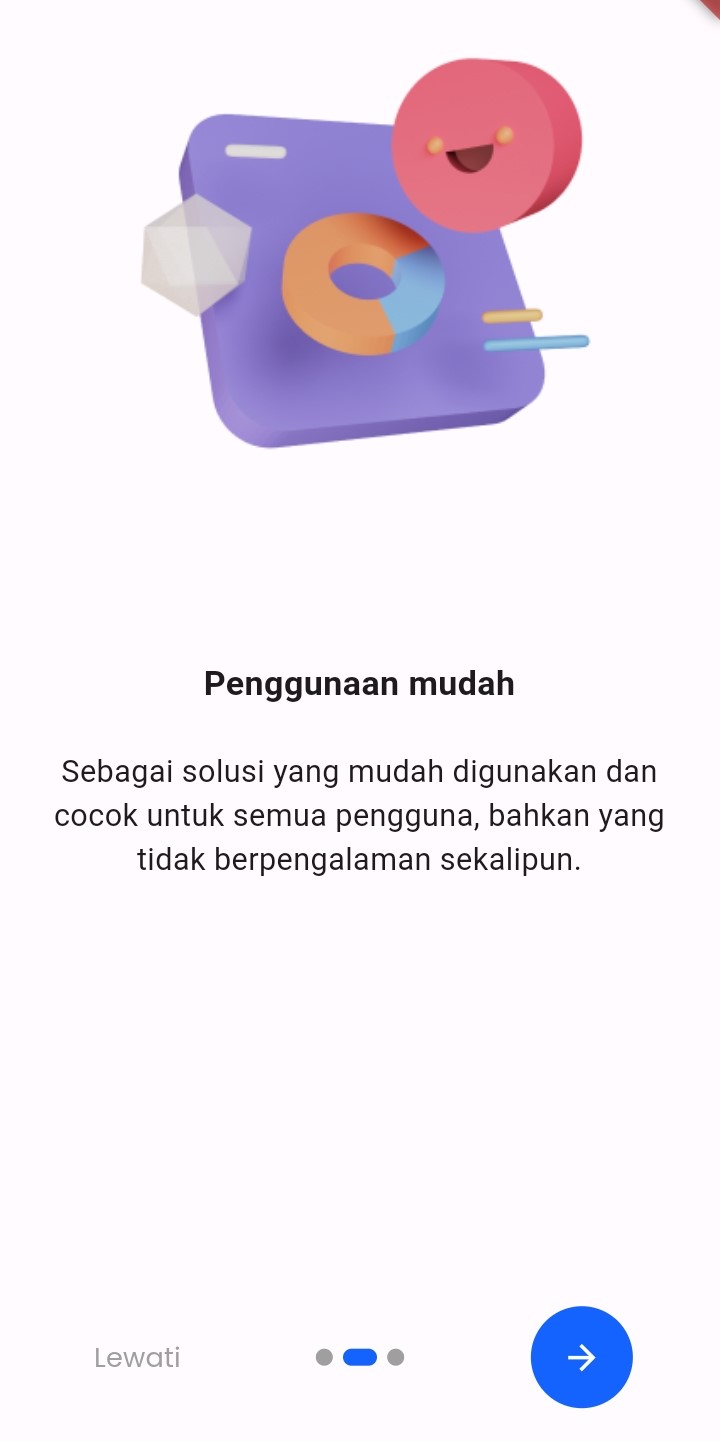 Penggunaan mudah
Sebagai solusi yang mudah digunakan dan
cocok untuk semua pengguna, bahkan yang
tidak berpengalaman sekalipun.
Lewati